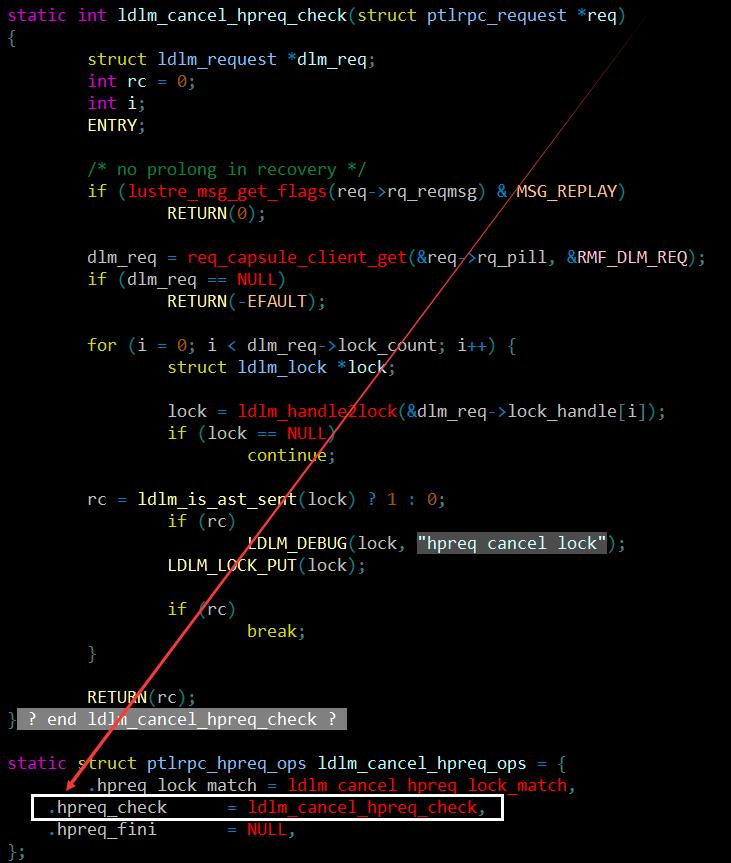 static int ldlm_cancel_hpreq_check(struct ptlrpc_request *req)
{
        struct ldlm_request *dlm_req;
        int rc = 0;
        int i;
        ENTRY;

        /* no prolong in recovery */
        if (lustre_msg_get_flags(req->rq_reqmsg) & MSG_REPLAY)
                RETURN(0);

        dlm_req = req_capsule_client_get(&req->rq_pill, &RMF_DLM_REQ);
        if (dlm_req == NULL)
                RETURN(-EFAULT);

        for (i = 0; i < dlm_req->lock_count; i++) {
                struct ldlm_lock *lock;

                lock = ldlm_handle2lock(&dlm_req->lock_handle[i]);
                if (lock == NULL)
                        continue;

        rc = ldlm_is_ast_sent(lock) ? 1 : 0;
                if (rc)
                        LDLM_DEBUG(lock, "hpreq cancel lock");
                LDLM_LOCK_PUT(lock);

                if (rc)
                        break;
        }

        RETURN(rc);
} ? end ldlm_cancel_hpreq_check ?

static struct ptlrpc_hpreq_ops ldlm_cancel_hpreq_ops = {
        .hpreq_lock_match = ldlm_cancel_hpreq_lock_match,
    .hpreq_check      = ldlm_cancel_hpreq_check,
    .hpreq_fini       = NULL,
};